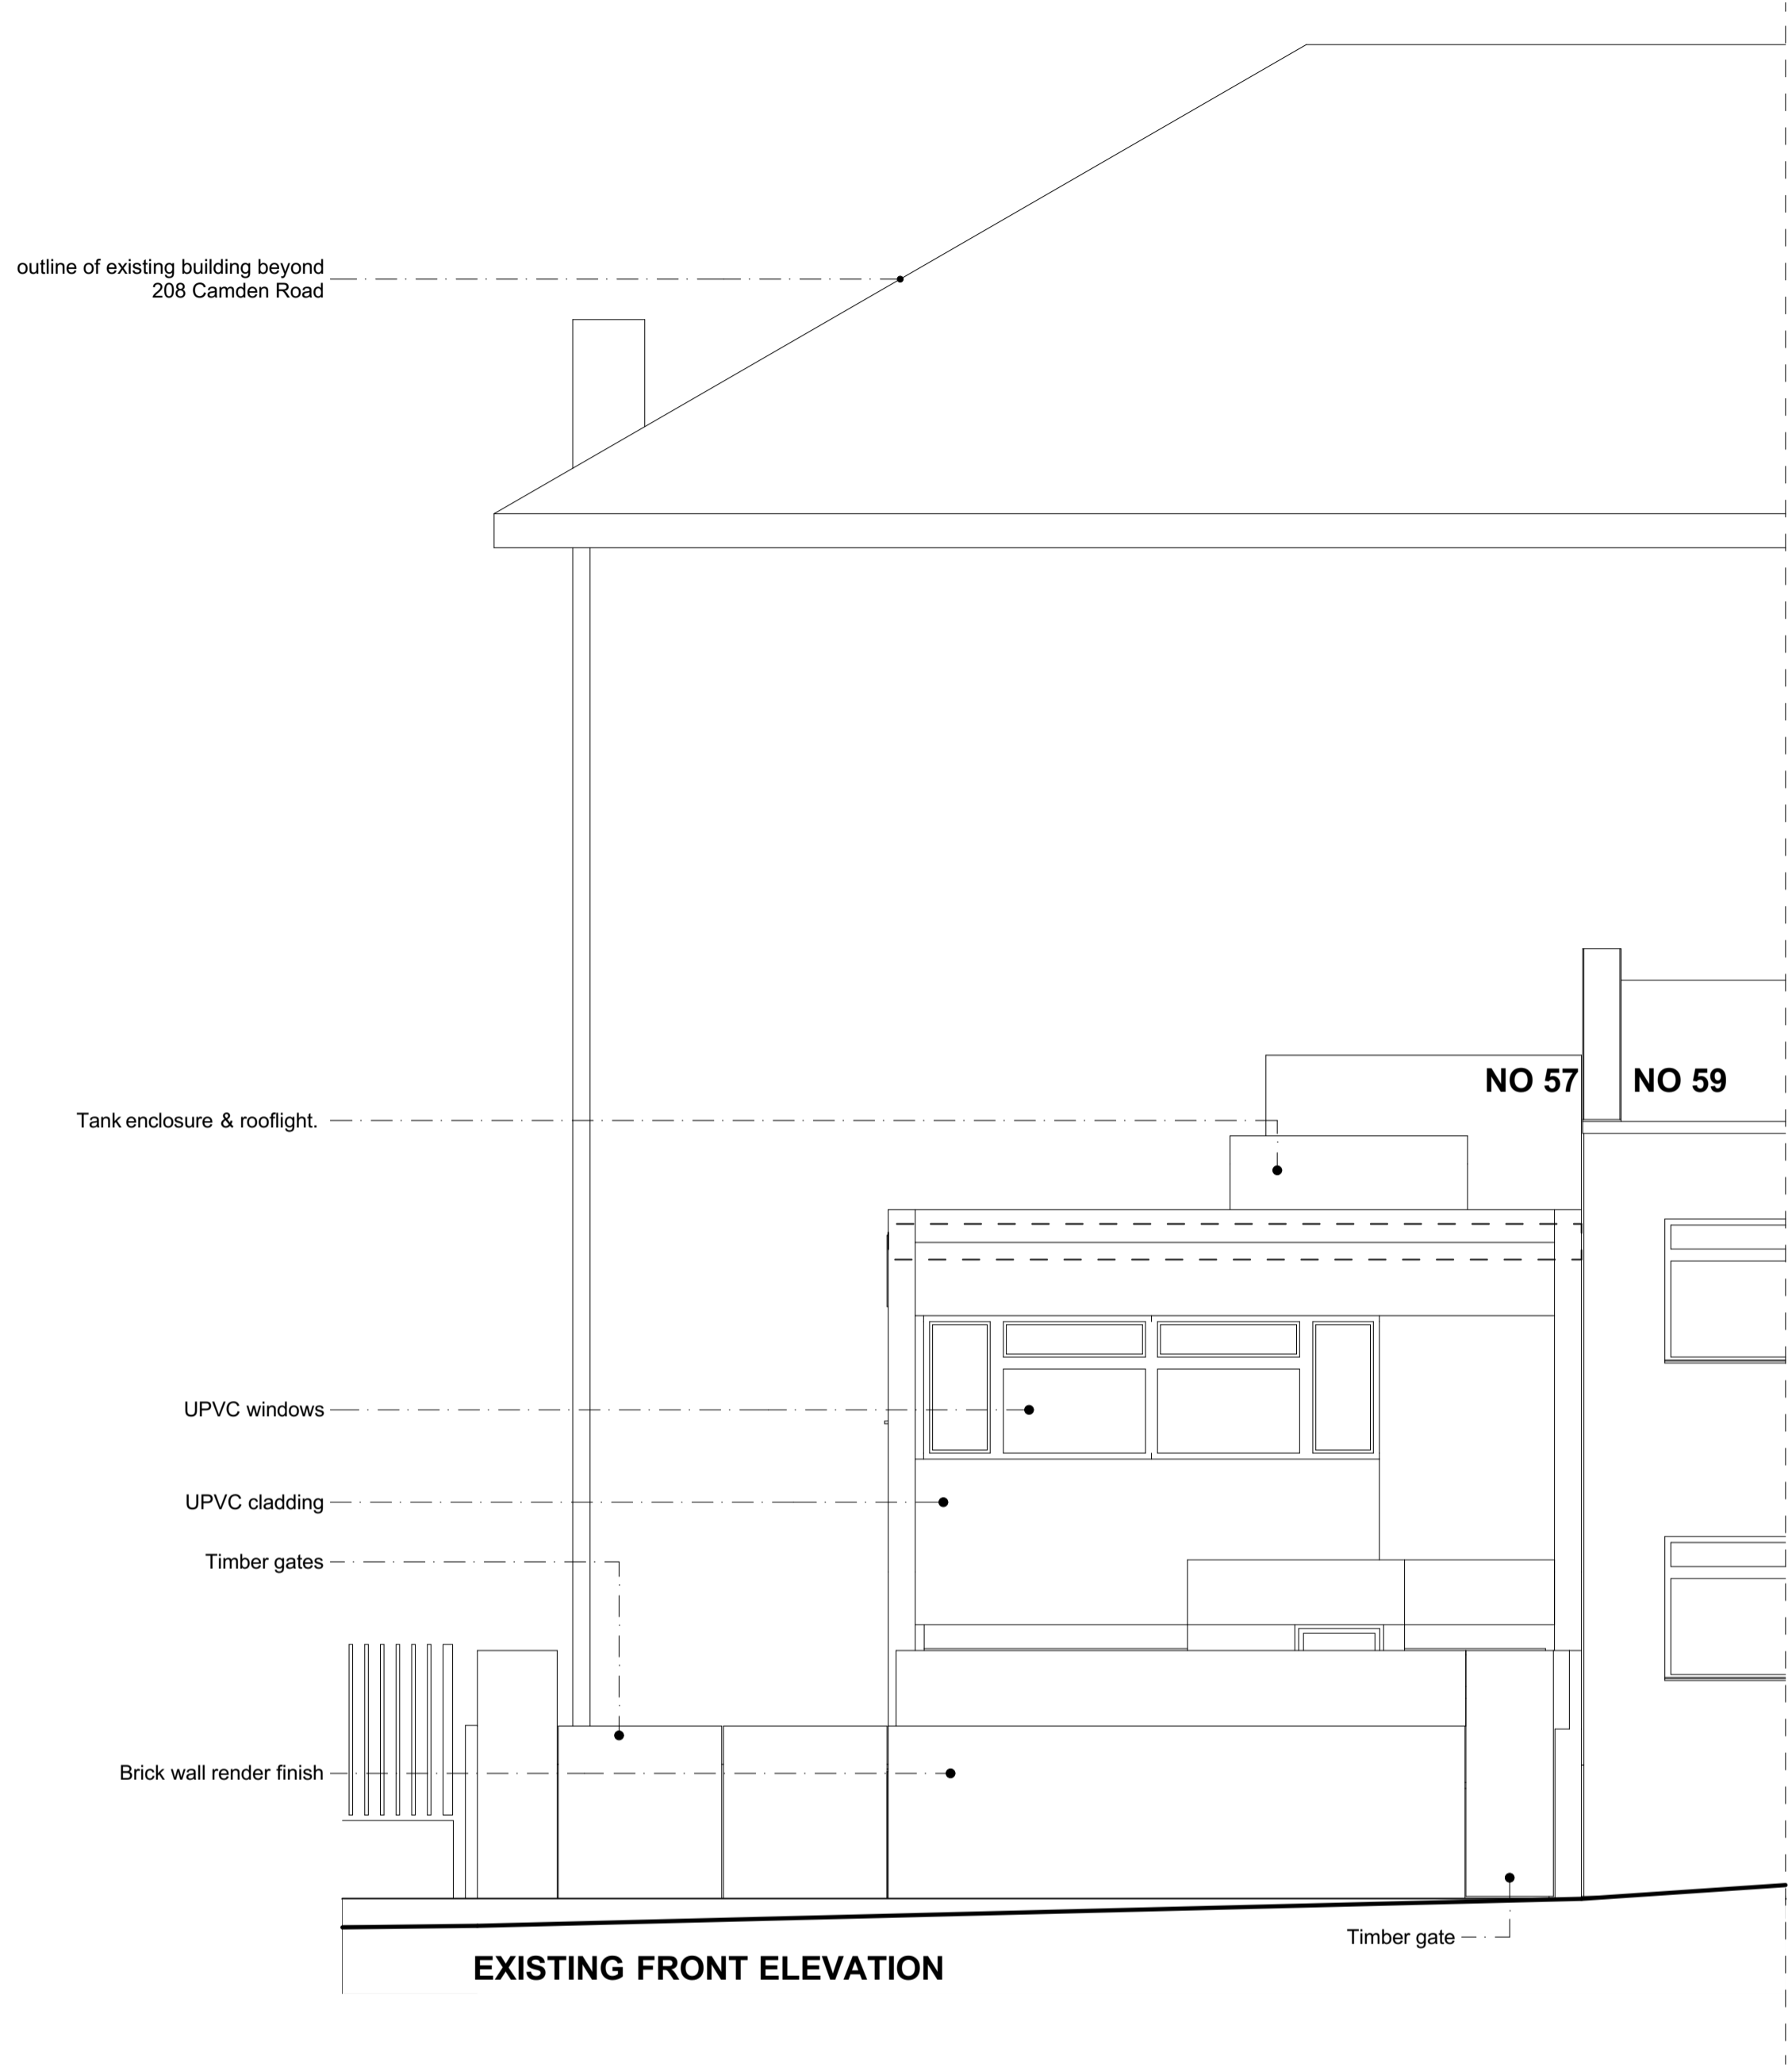 outline of existing building beyond
208 Camden Road
NO 57
NO 59
Tank enclosure & rooflight.
UPVC windows
UPVC cladding
Timber gates
Brick wall render finish
Timber gate
EXISTING FRONT ELEVATION